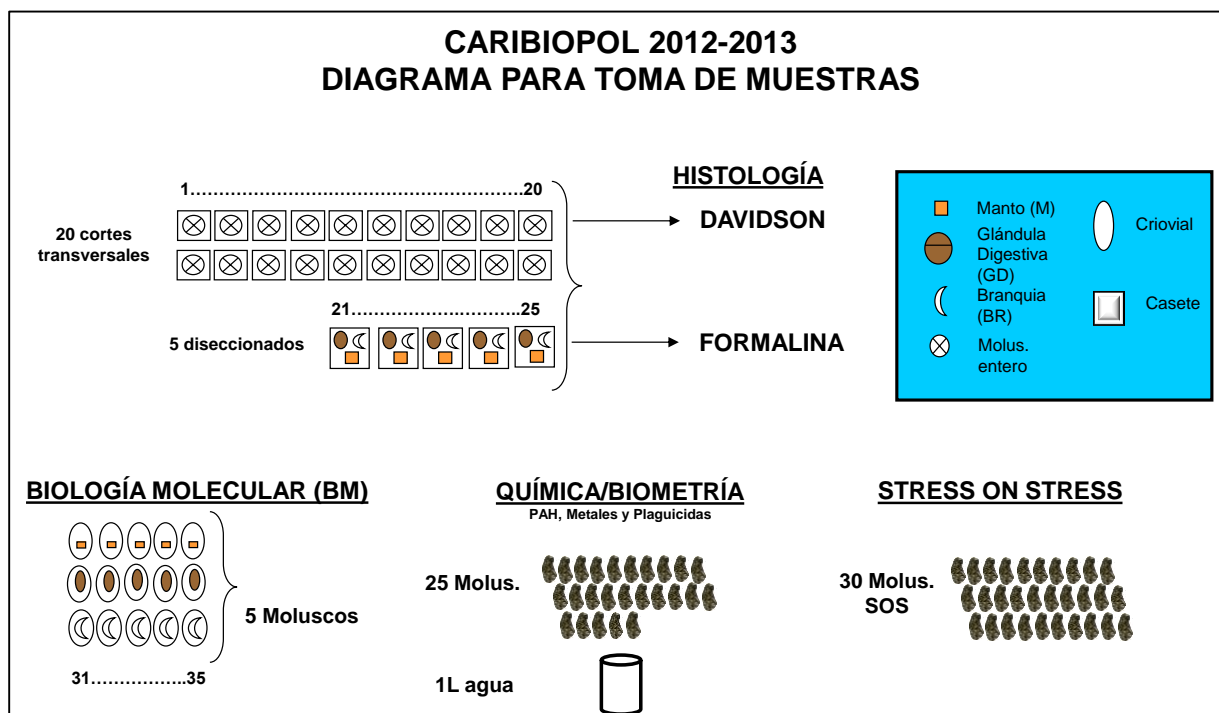 CARIBIOPOL 2012-2013
DIAGRAMA PARA TOMA DE MUESTRAS
1……………………………………………….20
20 cortes
transversales
HISTOLOGÍA
DAVIDSON
21………………..………..25
5 diseccionados
FORMALINA
Manto (M)
Glándula
Digestiva
(GD)
Branquia
(BR)
Molus.
entero
Criovial
Casete
BIOLOGÍA MOLECULAR (BM)
5 Moluscos
31……………..35
QUÍMICA/BIOMETRÍA
PAH, Metales y Plaguicidas
25 Molus.
1L agua
STRESS ON STRESS
30 Molus.
SOS